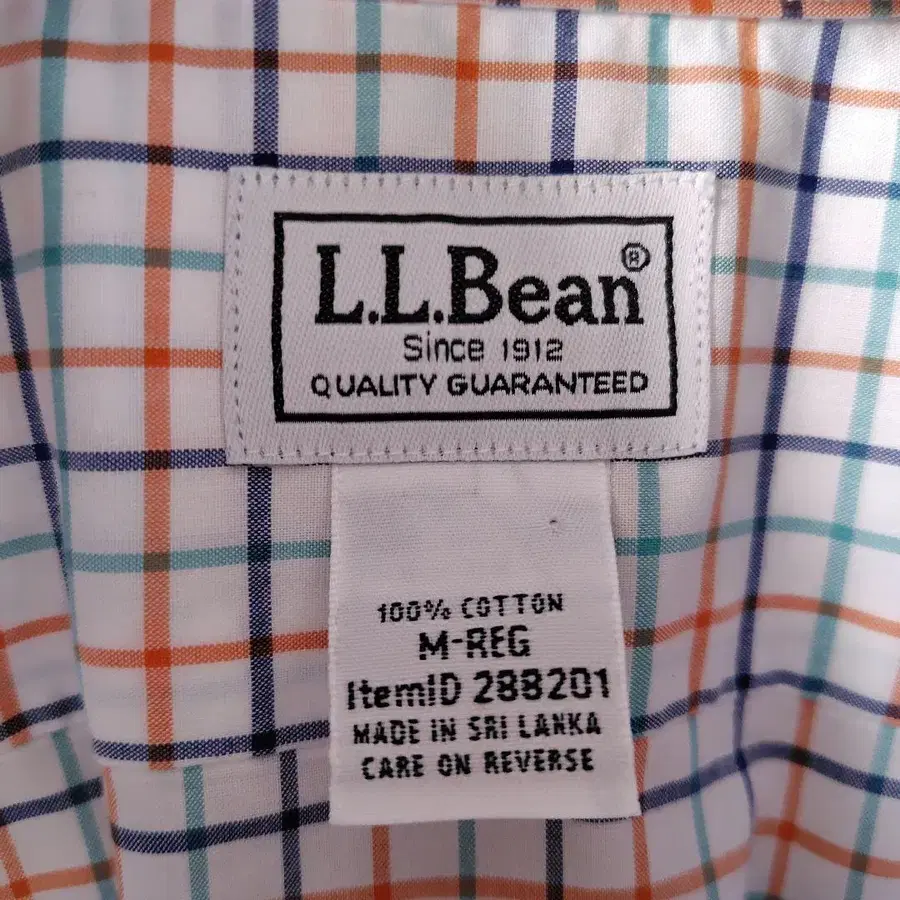 L.L.Bean®
Since 1912
QUALITY GUARANTEED
100% COTTON
M-REG
ItemID 288201
MADE IN SRI LANKA
CARE ON REVERSE